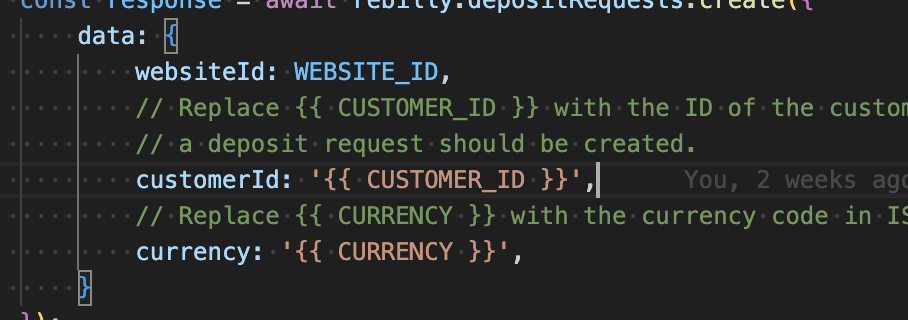 const response = await rebilly.depositRequests.create({
data: {
websiteId: WEBSITE_ID,
// Replace {{ CUSTOMER_ID }} with the ID of the custom
// a deposit request should be created.
customerId: '{{ CUSTOMER_ID }}', You, 2 weeks ago
// Replace {{ CURRENCY }} with the currency code in IS
currency: '{{ CURRENCY }}',
}
});